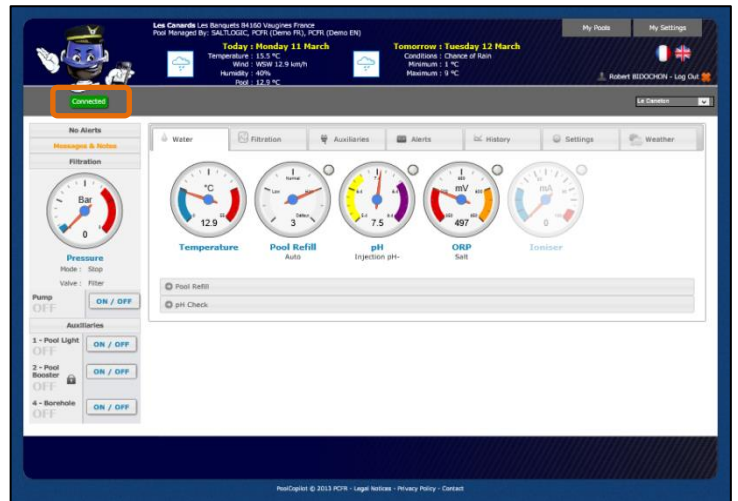 Les Canards Les Banquets 84160 Vaugines France
Pool Managed By: SALTLOGIC, PCFR (Demo FR), PCFR (Demo EN)
My Pools
My Settings
Today : Monday 11 March
Temperature : 15.5 °C
Wind : WSW 12.9 km/h
Humidity : 40%
Pool : 12.9 °C
Tomorrow : Tuesday 12 March
Conditions : Chance of Rain
Minimum : 1 °C
Maximum : 9 °C
Robert BIDOCHON - Log Out
Connected
Le Daneton
No Alerts
Messages & Notes
Filtration
Bar
0
Pressure
Mode : Stop
Valve : Filter
Pump
OFF
ON / OFF
Auxiliaries
1 - Pool Light
OFF
ON / OFF
2 - Pool Booster
OFF
ON / OFF
4 - Borehole
OFF
ON / OFF
Water
Filtration
Auxiliaries
Alerts
History
Settings
Weather
°C
12.9
Temperature
Normal
Low
3
Pool Refill
Auto
7.5
pH
Injection pH-
mV
497
ORP
Salt
mA
0
Ioniser
Pool Refill
pH Check
PoolCopilot © 2013 PCFR - Legal Notices - Privacy Policy - Contact